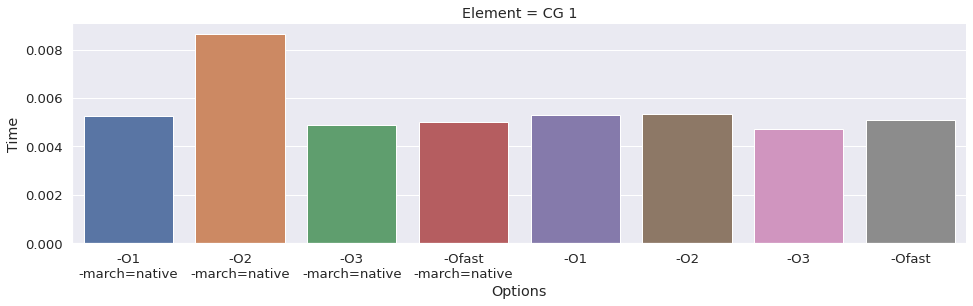 Element = CG 1
Time
0.008
0.006
0.004
0.002
0.000
-O1 -O2 -O3 -Ofast -O1 -O2 -O3 -Ofast
-march=native -march=native -march=native -march=native
Options